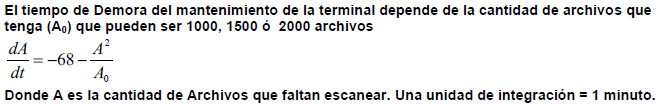 El tiempo de Demora del mantenimiento de la terminal depende de la cantidad de archivos que
tenga (A₀) que pueden ser 1000, 1500 ó 2000 archivos
dA/dt = −68 − A²/A₀
Donde A es la cantidad de Archivos que faltan escanear. Una unidad de integración = 1 minuto.